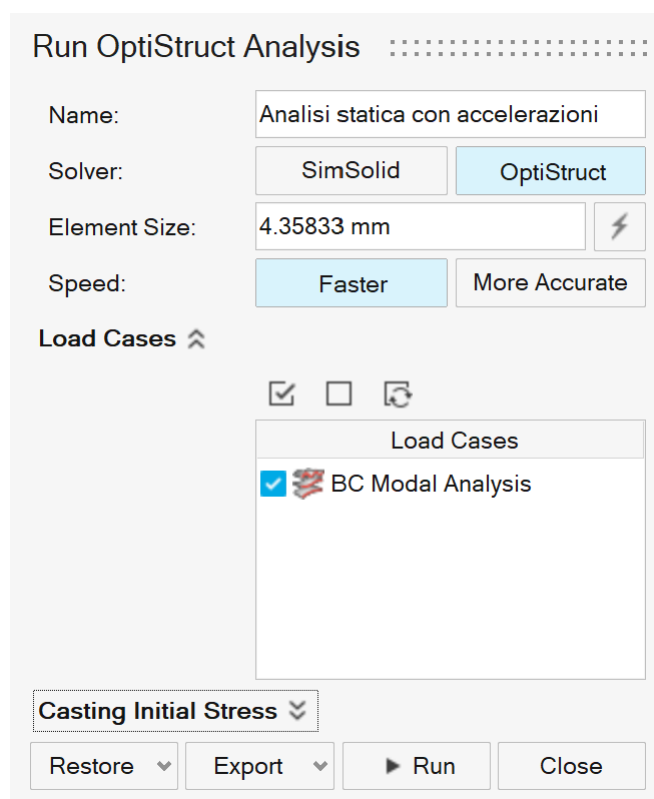 Run OptiStruct Analysis
Name: Analisi statica con accelerazioni
Solver: SimSolid OptiStruct
Element Size: 4.35833 mm
Speed: Faster More Accurate
Load Cases
Load Cases
BC Modal Analysis
Casting Initial Stress
Restore Export Run Close